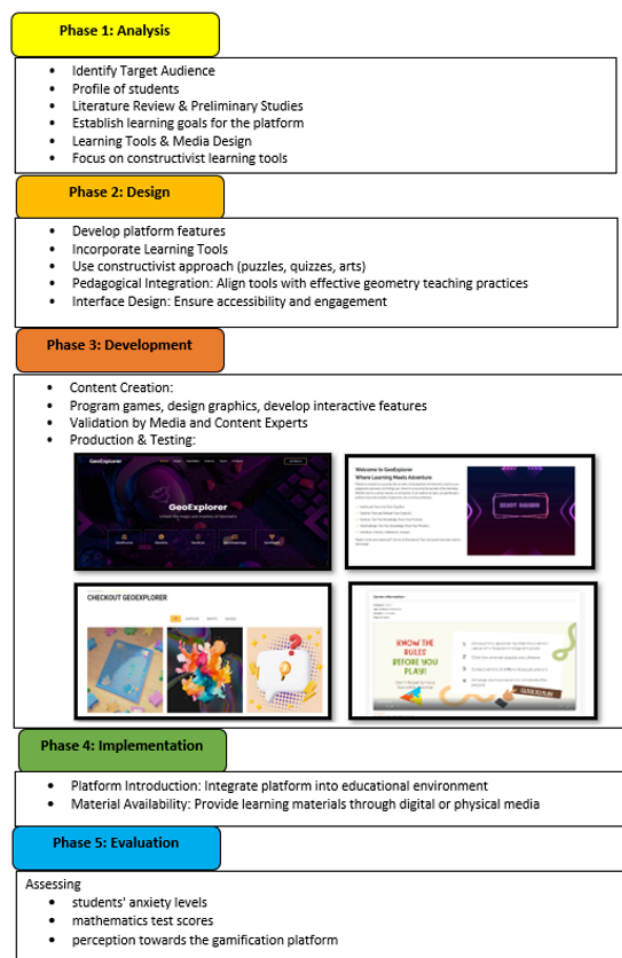 Phase 1: Analysis
• Identify Target Audience
• Profile of students
• Literature Review & Preliminary Studies
• Establish learning goals for the platform
• Learning Tools & Media Design
• Focus on constructivist learning tools
Phase 2: Design
• Develop platform features
• Incorporate Learning Tools
• Use constructivist approach (puzzles, quizzes, arts)
• Pedagogical Integration: Align tools with effective geometry teaching practices
• Interface Design: Ensure accessibility and engagement
Phase 3: Development
• Content Creation:
• Program games, design graphics, develop interactive features
• Validation by Media and Content Experts
• Production & Testing:
GeoExplorer
GeoExplorer
Welcome to GeoExplorer
Where Learning Meets Adventure
CHECKOUT GEOEXPLORER
KNOW THE
RULES
BEFORE YOU
PLAY!
Phase 4: Implementation
• Platform Introduction: Integrate platform into educational environment
• Material Availability: Provide learning materials through digital or physical media
Phase 5: Evaluation
Assessing
• students' anxiety levels
• mathematics test scores
• perception towards the gamification platform